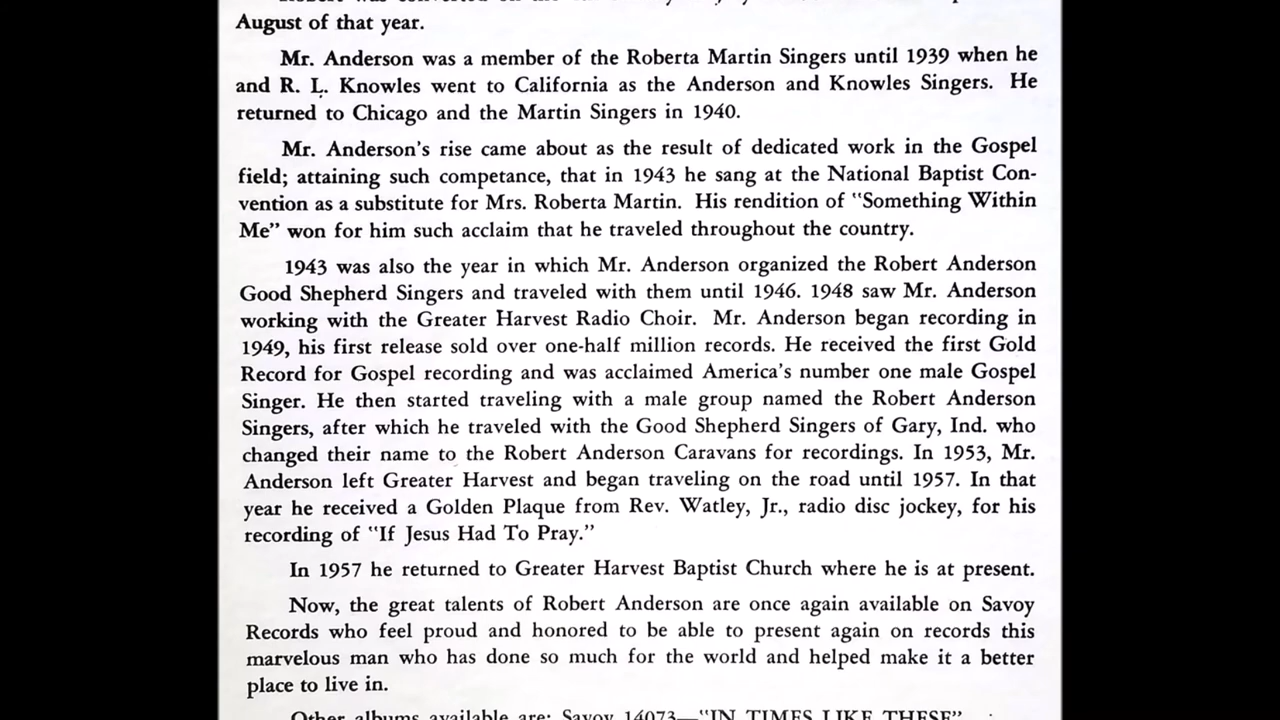 August of that year.
Mr. Anderson was a member of the Roberta Martin Singers until 1939 when he
and R. L. Knowles went to California as the Anderson and Knowles Singers. He
returned to Chicago and the Martin Singers in 1940.
Mr. Anderson's rise came about as the result of dedicated work in the Gospel
field; attaining such competance, that in 1943 he sang at the National Baptist Con-
vention as a substitute for Mrs. Roberta Martin. His rendition of "Something Within
Me" won for him such acclaim that he traveled throughout the country.
1943 was also the year in which Mr. Anderson organized the Robert Anderson
Good Shepherd Singers and traveled with them until 1946. 1948 saw Mr. Anderson
working with the Greater Harvest Radio Choir. Mr. Anderson began recording in
1949, his first release sold over one-half million records. He received the first Gold
Record for Gospel recording and was acclaimed America's number one male Gospel
Singer. He then started traveling with a male group named the Robert Anderson
Singers, after which he traveled with the Good Shepherd Singers of Gary, Ind. who
changed their name to the Robert Anderson Caravans for recordings. In 1953, Mr.
Anderson left Greater Harvest and began traveling on the road until 1957. In that
year he received a Golden Plaque from Rev. Watley, Jr., radio disc jockey, for his
recording of "If Jesus Had To Pray."
In 1957 he returned to Greater Harvest Baptist Church where he is at present.
Now, the great talents of Robert Anderson are once again available on Savoy
Records who feel proud and honored to be able to present again on records this
marvelous man who has done so much for the world and helped make it a better
place to live in.
Other albums available are: Savoy 14073—"IN TIMES LIKE THESE"